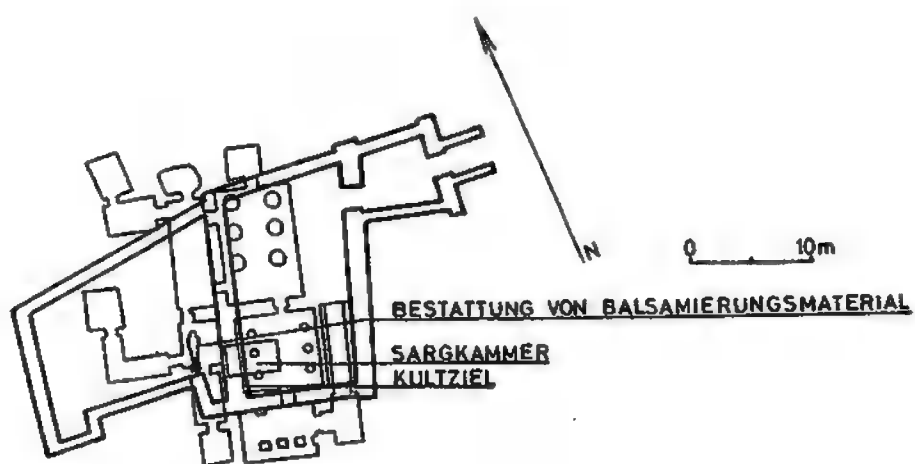 N
0 10m
BESTATTUNG VON BALSAMIERUNGSMATERIAL
SARGKAMMER
KULTZIEL